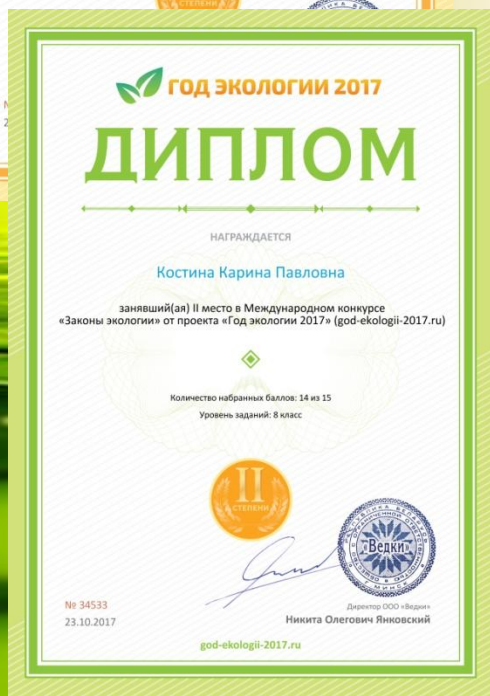 СТЕПЕНИ
ГОД ЭКОЛОГИИ 2017
ДИПЛОМ
НАГРАЖДАЕТСЯ
Костина Карина Павловна
занявший(ая) II место в Международном конкурсе
«Законы экологии» от проекта «Год экологии 2017» (god-ekologii-2017.ru)
Количество набранных баллов: 14 из 15
Уровень заданий: 8 класс
II
СТЕПЕНИ
«Ведки»
№ 34533
23.10.2017
Директор ООО «Ведки»
Никита Олегович Янковский
god-ekologii-2017.ru